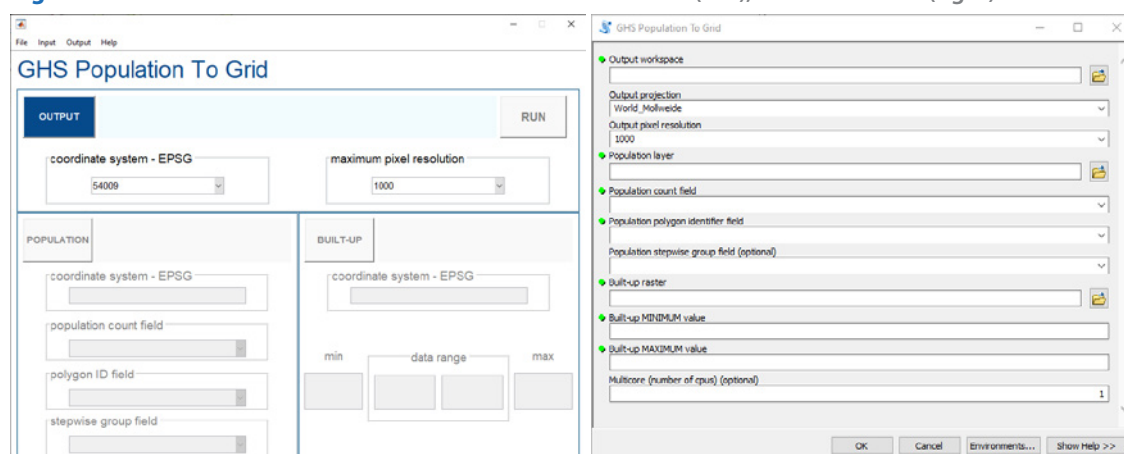 File Input Output Help
GHS Population To Grid
OUTPUT
RUN
coordinate system - EPSG
maximum pixel resolution
54009
1000
POPULATION
BUILT-UP
coordinate system - EPSG
coordinate system - EPSG
population count field
min
data range
max
polygon ID field
stepwise group field
GHS Population To Grid
Output workspace
Output projection
World_Mollweide
Output pixel resolution
1000
Population layer
Population count field
Population polygon identifier field
Population stepwise group field (optional)
Built-up raster
Built-up MINIMUM value
Built-up MAXIMUM value
Multicore (number of cpus) (optional)
1
OK
Cancel
Environments...
Show Help >>